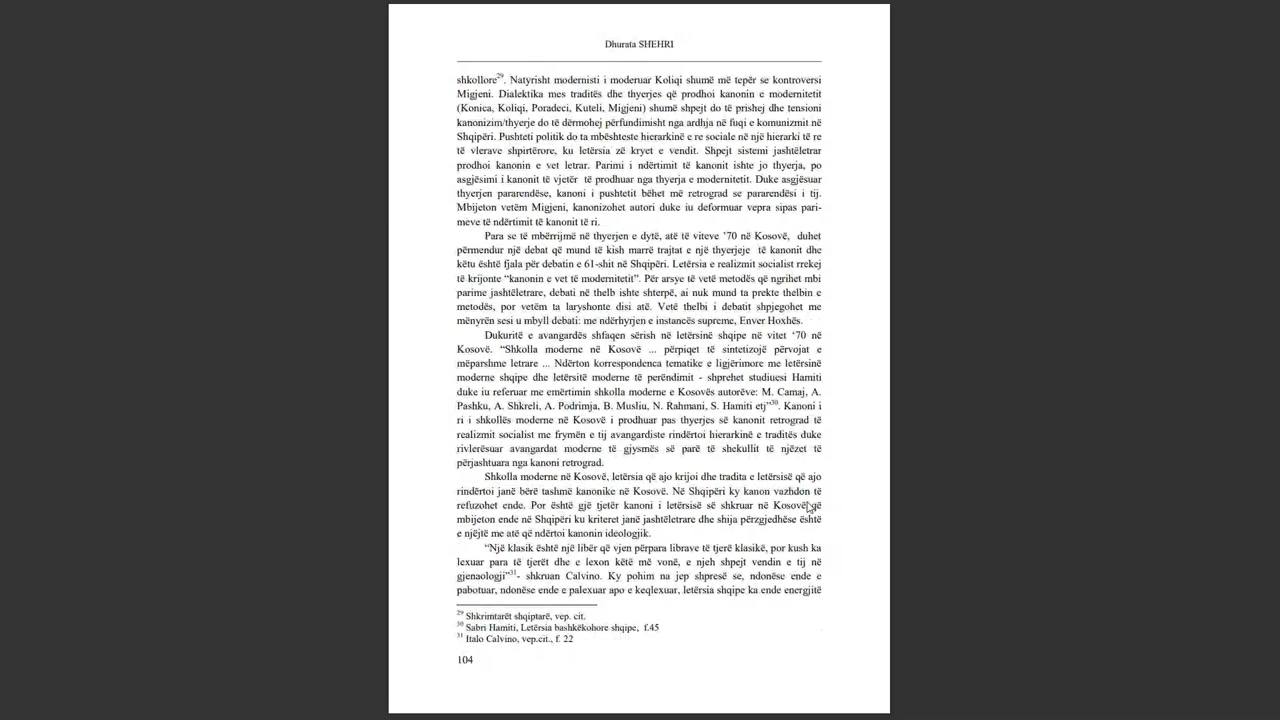 Dhurata SHEHRI
shkollore29. Natyrisht modernisti i moderuar Koliqi shumë më tepër se kontroversi
Migjeni. Dialektika mes traditës dhe thyerjes që prodhoi kanonin e modernitetit
(Konica, Koliqi, Poradeci, Kuteli, Migjeni) shumë shpejt do të prishej dhe tensioni
kanonizim/thyerje do të dërmohej përfundimisht nga ardhja në fuqi e komunizmit në
Shqipëri. Pushteti politik do ta mbështeste hierarkinë e re sociale në një hierarki të re
të vlerave shpirtërore, ku letërsia zë kryet e vendit. Shpejt sistemi jashtëletrar
prodhoi kanonin e vet letrar. Parimi i ndërtimit të kanonit ishte jo thyerja, po
asgjësimi i kanonit të vjetër të prodhuar nga thyerja e modernitetit. Duke asgjësuar
thyerjen pararendëse, kanoni i pushtetit bëhet më retrograd se pararendësi i tij.
Mbijeton vetëm Migjeni, kanonizohet autori duke iu deformuar vepra sipas pari-
meve të ndërtimit të kanonit të ri.
Para se të mbërrijmë në thyerjen e dytë, atë të viteve ’70 në Kosovë, duhet
përmendur një debat që mund të kish marrë trajtat e një thyerjeje të kanonit dhe
këtu është fjala për debatin e 61-shit në Shqipëri. Letërsia e realizmit socialist rrekej
të krijonte “kanonin e vet të modernitetit”. Për arsye të vetë metodës që ngrihet mbi
parime jashtëletrare, debati në thelb ishte shterpë, ai nuk mund ta prekte thelbin e
metodës, por vetëm ta laryshonte disi atë. Vetë thelbi i debatit shpjegohet me
mënyrën sesi u mbyll debati: me ndërhyrjen e instancës supreme, Enver Hoxhës.
Dukuritë e avangardës shfaqen sërish në letërsinë shqipe në vitet ‘70 në
Kosovë. “Shkolla moderne në Kosovë ... përpiqet të sintetizojë përvojat e
mëparshme letrare ... Ndërton korrespondenca tematike e ligjërimore me letërsinë
moderne shqipe dhe letërsitë moderne të perëndimit - shprehet studiuesi Hamiti
duke iu referuar me emërtimin shkolla moderne e Kosovës autorëve: M. Camaj, A.
Pashku, A. Shkreli, A. Podrimja, B. Musliu, N. Rahmani, S. Hamiti etj”30. Kanoni i
ri i shkollës moderne në Kosovë i prodhuar pas thyerjes së kanonit retrograd të
realizmit socialist me frymën e tij avangardiste rindërtoi hierarkinë e traditës duke
rivlerësuar avangardat moderne të gjysmës së parë të shekullit të njëzet të
përjashtuara nga kanoni retrograd.
Shkolla moderne në Kosovë, letërsia që ajo krijoi dhe tradita e letërsisë që ajo
rindërtoi janë bërë tashmë kanonike në Kosovë. Në Shqipëri ky kanon vazhdon të
refuzohet ende. Por është gjë tjetër kanoni i letërsisë së shkruar në Kosovë që
mbijeton ende në Shqipëri ku kriteret janë jashtëletrare dhe shija përzgjedhëse është
e njëjtë me atë që ndërtoi kanonin ideologjik.
“Një klasik është një libër që vjen përpara librave të tjerë klasikë, por kush ka
lexuar para të tjerët dhe e lexon këtë më vonë, e njeh shpejt vendin e tij në
gjenaologji”31- shkruan Calvino. Ky pohim na jep shpresë se, ndonëse ende e
pabotuar, ndonëse ende e palexuar apo e keqlexuar, letërsia shqipe ka ende energjitë
29 Shkrimtarët shqiptarë, vep. cit.
30 Sabri Hamiti, Letërsia bashkëkohore shqipe, f.45
31 Italo Calvino, vep.cit., f. 22
104